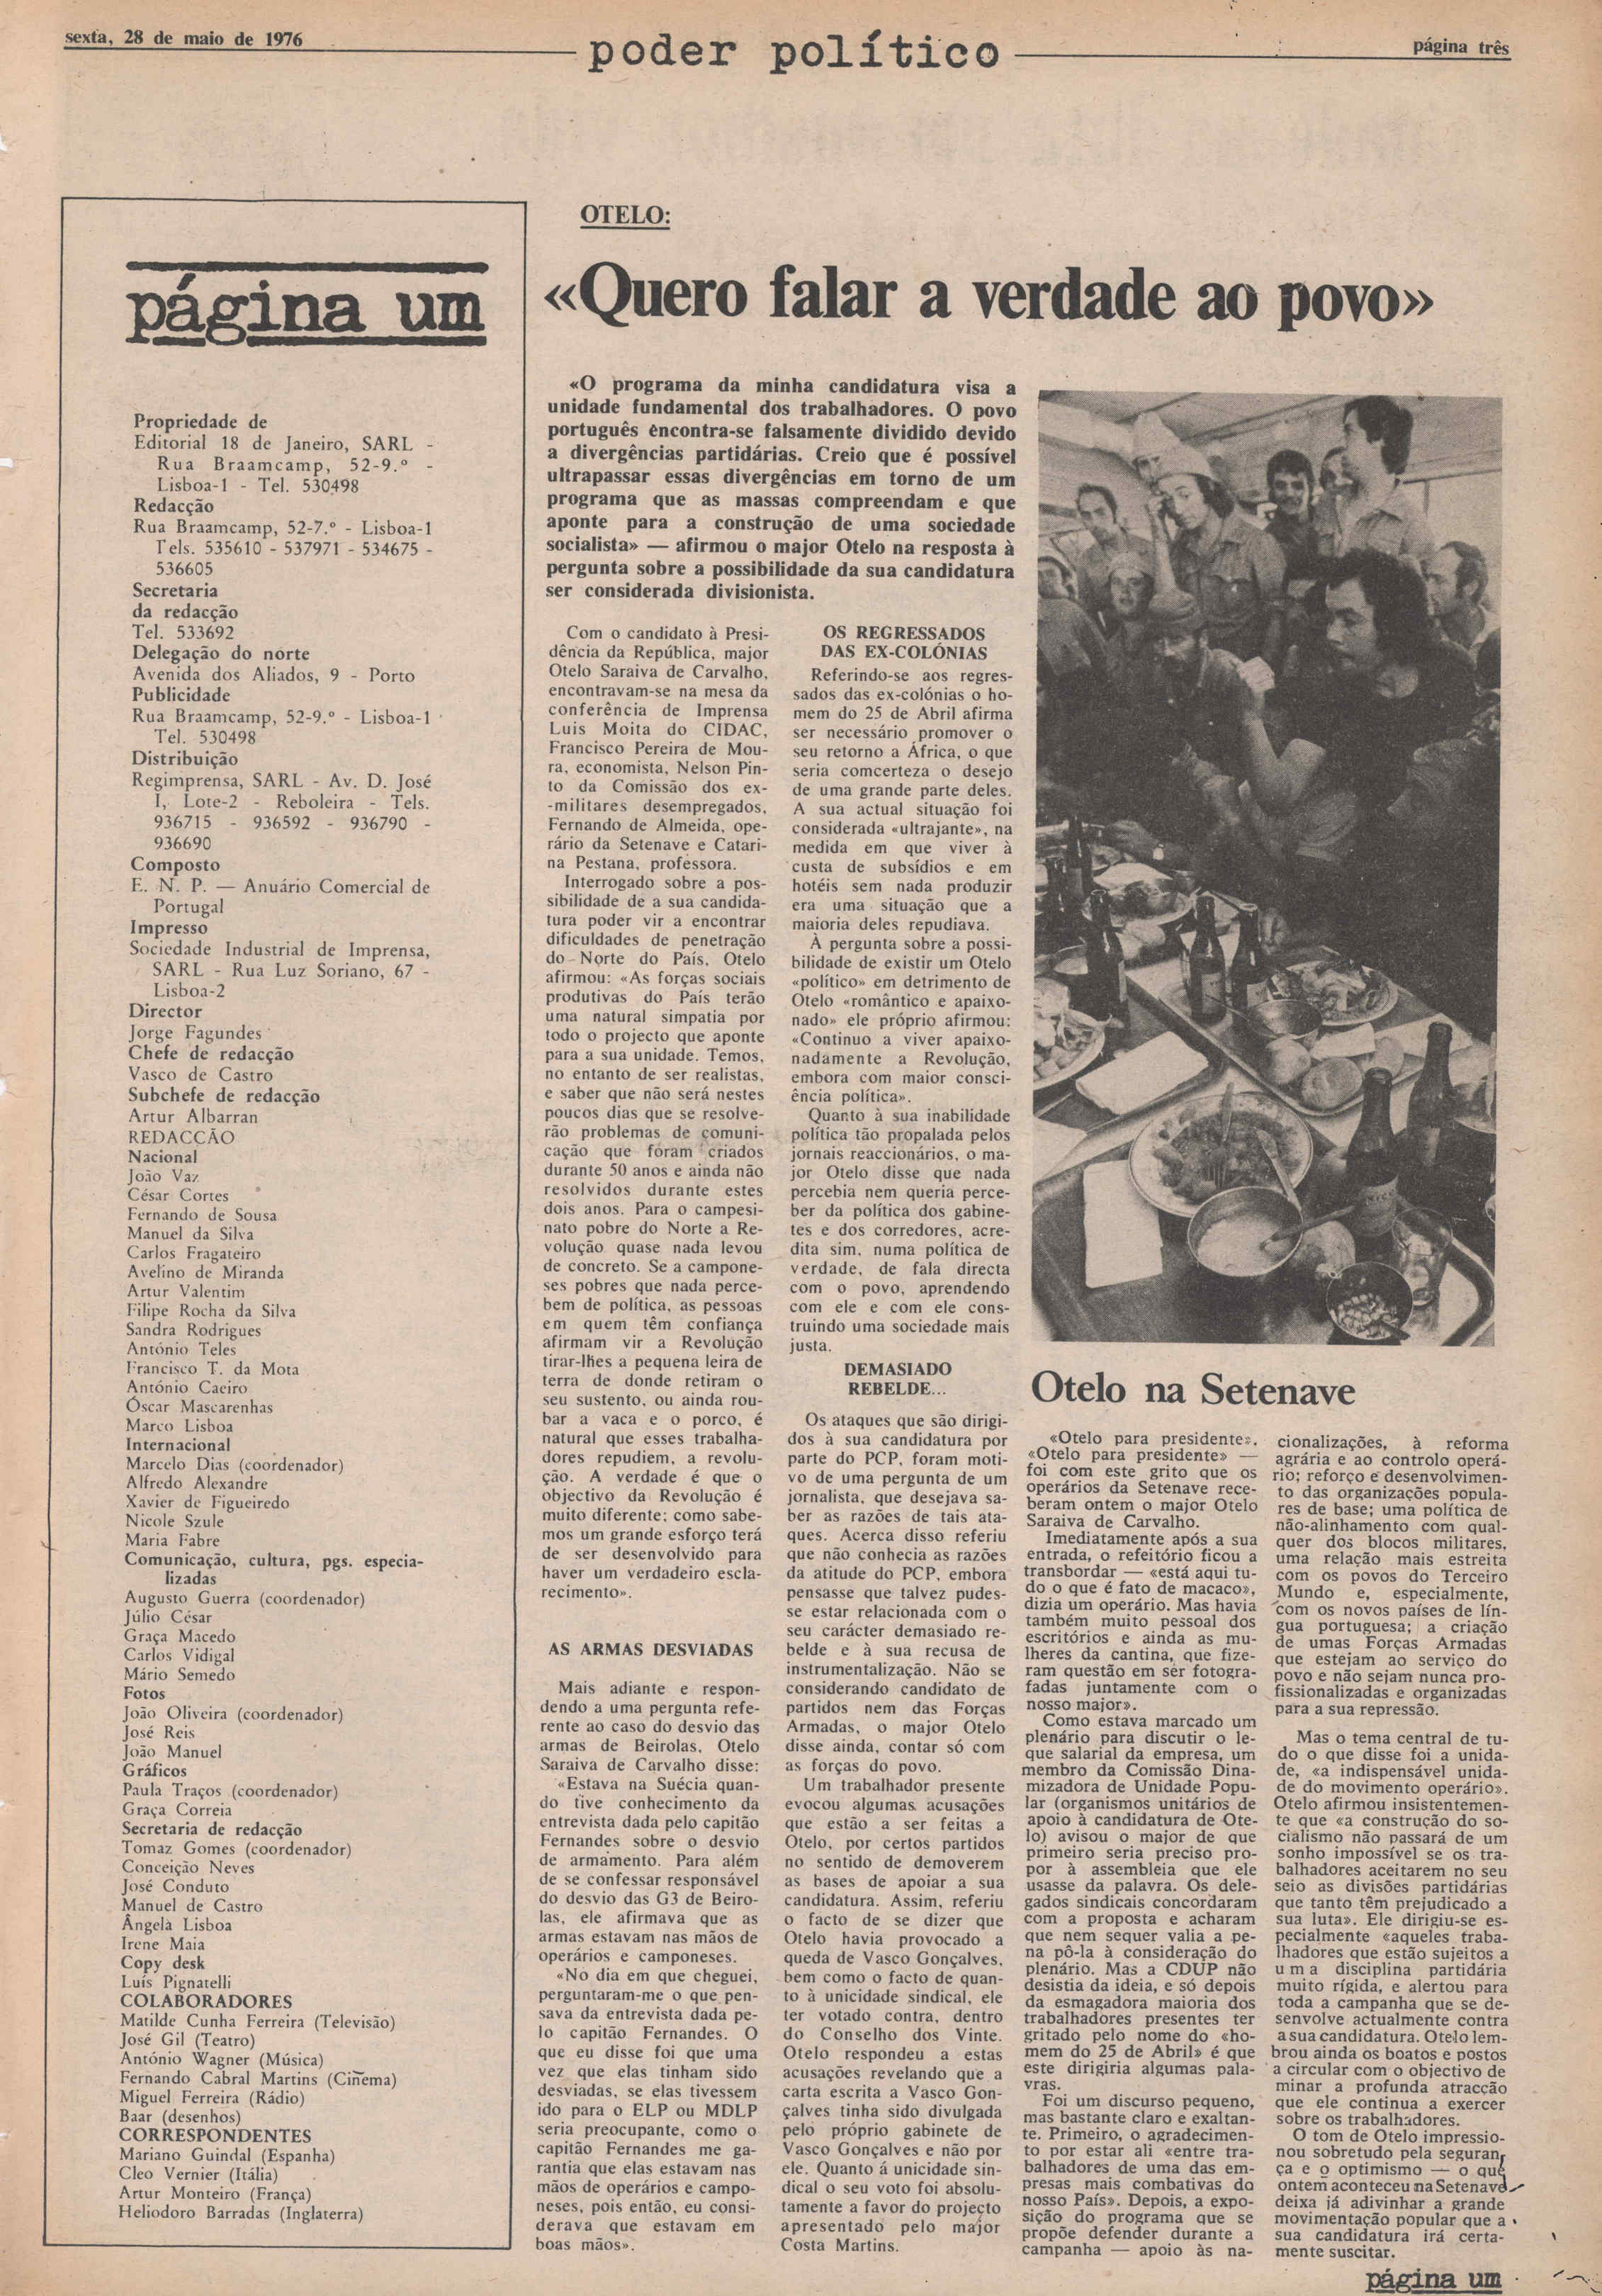 sexta, 28 de maio de 1976
poder político
página três
página um
Propriedade de
Editorial 18 de Janeiro, SARL -
Rua Braamcamp, 52-9.º -
Lisboa-1 - Tel. 530498
Redacção
Rua Braamcamp, 52-7.º - Lisboa-1
Tels. 535610 - 537971 - 534675 -
536605
Secretaria
da redacção
Tel. 533692
Delegação do norte
Avenida dos Aliados, 9 - Porto
Publicidade
Rua Braamcamp, 52-9.º - Lisboa-1
Tel. 530498
Distribuição
Regimprensa, SARL - Av. D. José
I, Lote-2 - Reboleira - Tels.
936715 - 936592 - 936790 -
936690
Composto
E. N. P. — Anuário Comercial de
Portugal
Impresso
Sociedade Industrial de Imprensa,
SARL - Rua Luz Soriano, 67 -
Lisboa-2
Director
Jorge Fagundes
Chefe de redacção
Vasco de Castro
Subchefe de redacção
Artur Albarran
REDACCÃO
Nacional
João Vaz
César Cortes
Fernando de Sousa
Manuel da Silva
Carlos Fragateiro
Avelino de Miranda
Artur Valentim
Filipe Rocha da Silva
Sandra Rodrigues
António Teles
Francisco T. da Mota
António Caeiro
Óscar Mascarenhas
Marco Lisboa
Internacional
Marcelo Dias (coordenador)
Alfredo Alexandre
Xavier de Figueiredo
Nicole Szule
Maria Fabre
Comunicação, cultura, pgs. especia-
lizadas
Augusto Guerra (coordenador)
Júlio César
Graça Macedo
Carlos Vidigal
Mário Semedo
Fotos
João Oliveira (coordenador)
José Reis
João Manuel
Gráficos
Paula Traços (coordenador)
Graça Correia
Secretaria de redacção
Tomaz Gomes (coordenador)
Conceição Neves
José Conduto
Manuel de Castro
Ângela Lisboa
Irene Maia
Copy desk
Luís Pignatelli
COLABORADORES
Matilde Cunha Ferreira (Televisão)
José Gil (Teatro)
António Wagner (Música)
Fernando Cabral Martins (Cinema)
Miguel Ferreira (Rádio)
Baar (desenhos)
CORRESPONDENTES
Mariano Guindal (Espanha)
Cleo Vernier (Itália)
Artur Monteiro (França)
Heliodoro Barradas (Inglaterra)
OTELO:
«Quero falar a verdade ao povo»
«O programa da minha candidatura visa a
unidade fundamental dos trabalhadores. O povo
português encontra-se falsamente dividido devido
a divergências partidárias. Creio que é possível
ultrapassar essas divergências em torno de um
programa que as massas compreendam e que
aponte para a construção de uma sociedade
socialista» — afirmou o major Otelo na resposta à
pergunta sobre a possibilidade da sua candidatura
ser considerada divisionista.
Com o candidato à Presi-
dência da República, major
Otelo Saraiva de Carvalho,
encontravam-se na mesa da
conferência de Imprensa
Luis Moita do CIDAC,
Francisco Pereira de Mou-
ra, economista, Nelson Pin-
to da Comissão dos ex-
-militares desempregados,
Fernando de Almeida, ope-
rário da Setenave e Catari-
na Pestana, professora.
Interrogado sobre a pos-
sibilidade de a sua candida-
tura poder vir a encontrar
dificuldades de penetração
do Norte do País, Otelo
afirmou: «As forças sociais
produtivas do País terão
uma natural simpatia por
todo o projecto que aponte
para a sua unidade. Temos,
no entanto de ser realistas,
e saber que não será nestes
poucos dias que se resolve-
rão problemas de comuni-
cação que foram criados
durante 50 anos e ainda não
resolvidos durante estes
dois anos. Para o campesi-
nato pobre do Norte a Re-
volução quase nada levou
de concreto. Se a campone-
ses pobres que nada perce-
bem de política, as pessoas
em quem têm confiança
afirmam vir a Revolução
tirar-lhes a pequena leira de
terra de donde retiram o
seu sustento, ou ainda rou-
bar a vaca e o porco, é
natural que esses trabalha-
dores repudiem, a revolu-
ção. A verdade é que o
objectivo da Revolução é
muito diferente; como sabe-
mos um grande esforço terá
de ser desenvolvido para
haver um verdadeiro escla-
recimento».
AS ARMAS DESVIADAS
Mais adiante e respon-
dendo a uma pergunta refe-
rente ao caso do desvio das
armas de Beirolas, Otelo
Saraiva de Carvalho disse:
«Estava na Suécia quan-
do tive conhecimento da
entrevista dada pelo capitão
Fernandes sobre o desvio
de armamento. Para além
de se confessar responsável
do desvio das G3 de Beiro-
las, ele afirmava que as
armas estavam nas mãos de
operários e camponeses.
«No dia em que cheguei,
perguntaram-me o que pen-
sava da entrevista dada pe-
lo capitão Fernandes. O
que eu disse foi que uma
vez que elas tinham sido
desviadas, se elas tivessem
ido para o ELP ou MDLP
seria preocupante, como o
capitão Fernandes me ga-
rantia que elas estavam nas
mãos de operários e campo-
neses, pois então, eu consi-
derava que estavam em
boas mãos».
OS REGRESSADOS
DAS EX-COLÓNIAS
Referindo-se aos regres-
sados das ex-colónias o ho-
mem do 25 de Abril afirma
ser necessário promover o
seu retorno a África, o que
seria comcerteza o desejo
de uma grande parte deles.
A sua actual situação foi
considerada «ultrajante», na
medida em que viver à
custa de subsídios e em
hotéis sem nada produzir
era uma situação que a
maioria deles repudiava.
À pergunta sobre a possi-
bilidade de existir um Otelo
«político» em detrimento de
Otelo «romântico e apaixo-
nado» ele próprio afirmou:
«Continuo a viver apaixo-
nadamente a Revolução,
embora com maior consci-
ência política».
Quanto à sua inabilidade
política tão propalada pelos
jornais reaccionários, o ma-
jor Otelo disse que nada
percebia nem queria perce-
ber da política dos gabine-
tes e dos corredores, acre-
dita sim, numa política de
verdade, de fala directa
com o povo, aprendendo
com ele e com ele cons-
truindo uma sociedade mais
justa.
DEMASIADO
REBELDE...
Os ataques que são dirigi-
dos à sua candidatura por
parte do PCP, foram moti-
vo de uma pergunta de um
jornalista, que desejava sa-
ber as razões de tais ata-
ques. Acerca disso referiu
que não conhecia as razões
da atitude do PCP, embora
pensasse que talvez pudes-
se estar relacionada com o
seu carácter demasiado re-
belde e à sua recusa de
instrumentalização. Não se
considerando candidato de
partidos nem das Forças
Armadas, o major Otelo
disse ainda, contar só com
as forças do povo.
Um trabalhador presente
evocou algumas acusações
que estão a ser feitas a
Otelo, por certos partidos
no sentido de demoverem
as bases de apoiar a sua
candidatura. Assim, referiu
o facto de se dizer que
Otelo havia provocado a
queda de Vasco Gonçalves,
bem como o facto de quan-
to à unicidade sindical, ele
ter votado contra, dentro
do Conselho dos Vinte.
Otelo respondeu a estas
acusações revelando que a
carta escrita a Vasco Gon-
çalves tinha sido divulgada
pelo próprio gabinete de
Vasco Gonçalves e não por
ele. Quanto á unicidade sin-
dical o seu voto foi absolu-
tamente a favor do projecto
apresentado pelo major
Costa Martins.
Otelo na Setenave
«Otelo para presidente»,
«Otelo para presidente» —
foi com este grito que os
operários da Setenave rece-
beram ontem o major Otelo
Saraiva de Carvalho.
Imediatamente após a sua
entrada, o refeitório ficou a
transbordar — «está aqui tu-
do o que é fato de macaco»,
dizia um operário. Mas havia
também muito pessoal dos
escritórios e ainda as mu-
lheres da cantina, que fize-
ram questão em ser fotogra-
fadas juntamente com o
nosso major».
Como estava marcado um
plenário para discutir o le-
que salarial da empresa, um
membro da Comissão Dina-
mizadora de Unidade Popu-
lar (organismos unitários de
apoio à candidatura de Ote-
lo) avisou o major de que
primeiro seria preciso pro-
por à assembleia que ele
usasse da palavra. Os dele-
gados sindicais concordaram
com a proposta e acharam
que nem sequer valia a pe-
na pô-la à consideração do
plenário. Mas a CDUP não
desistia da ideia, e só depois
da esmagadora maioria dos
trabalhadores presentes ter
gritado pelo nome do «ho-
mem do 25 de Abril» é que
este dirigiria algumas pala-
vras.
Foi um discurso pequeno,
mas bastante claro e exaltan-
te. Primeiro, o agradecimen-
to por estar ali «entre tra-
balhadores de uma das em-
presas mais combativas do
nosso País». Depois, a expo-
sição do programa que se
propõe defender durante a
campanha — apoio às na-
cionalizações, à reforma
agrária e ao controlo operá-
rio; reforço e desenvolvimen-
to das organizações popula-
res de base; uma política de
não-alinhamento com qual-
quer dos blocos militares,
uma relação mais estreita
com os povos do Terceiro
Mundo e, especialmente,
com os novos países de lín-
gua portuguesa; a criação
de umas Forças Armadas
que estejam ao serviço do
povo e não sejam nunca pro-
fissionalizadas e organizadas
para a sua repressão.
Mas o tema central de tu-
do o que disse foi a unida-
de, «a indispensável unida-
de do movimento operário».
Otelo afirmou insistentemen-
te que «a construção do so-
cialismo não passará de um
sonho impossível se os tra-
balhadores aceitarem no seu
seio as divisões partidárias
que tanto têm prejudicado a
sua luta». Ele dirigiu-se es-
pecialmente «aqueles traba-
lhadores que estão sujeitos a
uma disciplina partidária
muito rígida, e alertou para
toda a campanha que se de-
senvolve actualmente contra
a sua candidatura. Otelo lem-
brou ainda os boatos e postos
a circular com o objectivo de
minar a profunda atracção
que ele continua a exercer
sobre os trabalhadores.
O tom de Otelo impressio-
nou sobretudo pela seguran-
ça e o optimismo — o que
ontem aconteceu na Setenave
deixa já adivinhar a grande
movimentação popular que a
sua candidatura irá certa-
mente suscitar.
página um